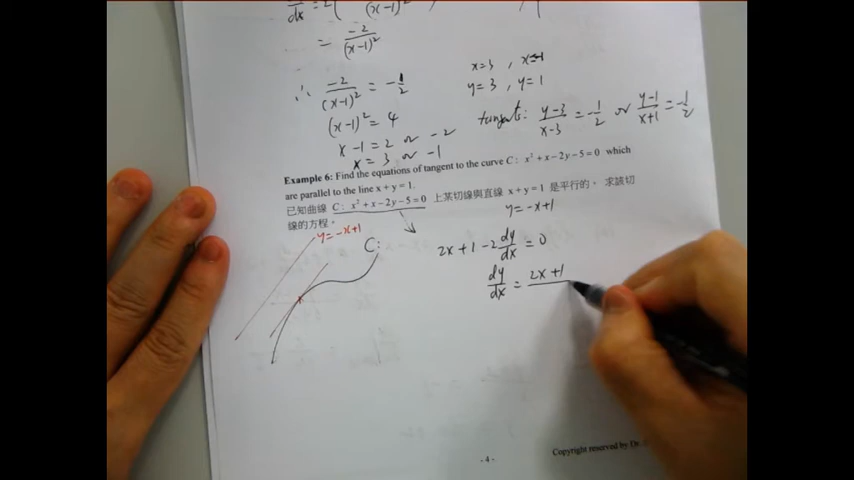 dx = 2( (x-1)²
= -2/(x-1)²
∴ -2/(x-1)² = -1/2
(x-1)² = 4
x-1 = 2 or -2
x = 3 or -1
x=3 , x=-1
y=3 , y=1
tangents: (y-3)/(x-3) = -1/2 or (y-1)/(x+1) = -1/2
Example 6: Find the equations of tangent to the curve C: x² + x − 2y − 5 = 0 which
are parallel to the line x + y = 1.
已知曲線 C: x² + x − 2y − 5 = 0 上某切線與直線 x + y = 1 是平行的。 求該切
線的方程。
y = -x+1
y = -x+1
C:
2x + 1 - 2 dy/dx = 0
dy/dx = 2x+1
- 4 -
Copyright reserved by Dr.